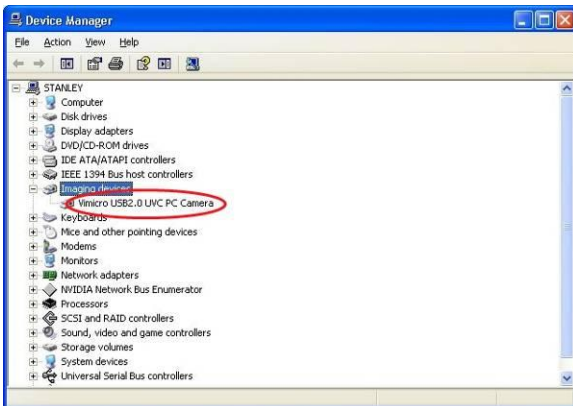 Device Manager
File Action View Help
STANLEY
Computer
Disk drives
Display adapters
DVD/CD-ROM drives
IDE ATA/ATAPI controllers
IEEE 1394 Bus host controllers
Imaging devices
Vimicro USB2.0 UVC PC Camera
Keyboards
Mice and other pointing devices
Modems
Monitors
Network adapters
NVIDIA Network Bus Enumerator
Processors
SCSI and RAID controllers
Sound, video and game controllers
Storage volumes
System devices
Universal Serial Bus controllers